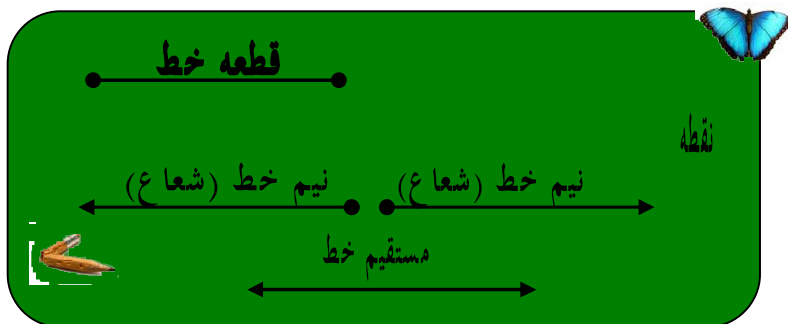 قطعه خط
نقطه
نیم خط (شعاع)
نیم خط (شعاع)
مستقیم خط